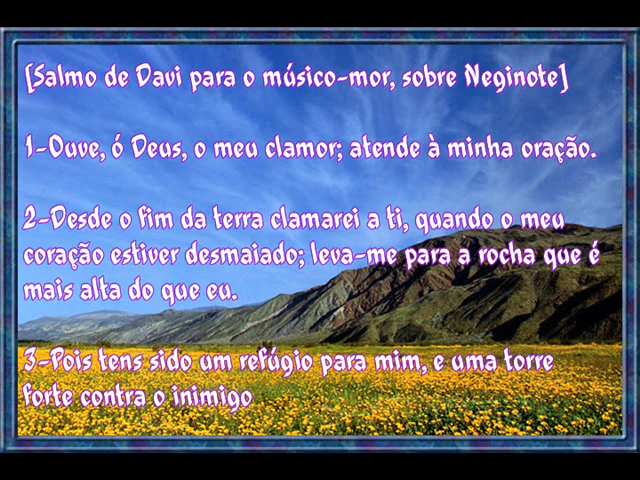 [Salmo de Davi para o músico-mor, sobre Neginote]
1-Ouve, ó Deus, o meu clamor; atende à minha oração.
2-Desde o fim da terra clamarei a ti, quando o meu
coração estiver desmaiado; leva-me para a rocha que é
mais alta do que eu.
3-Pois tens sido um refúgio para mim, e uma torre
forte contra o inimigo